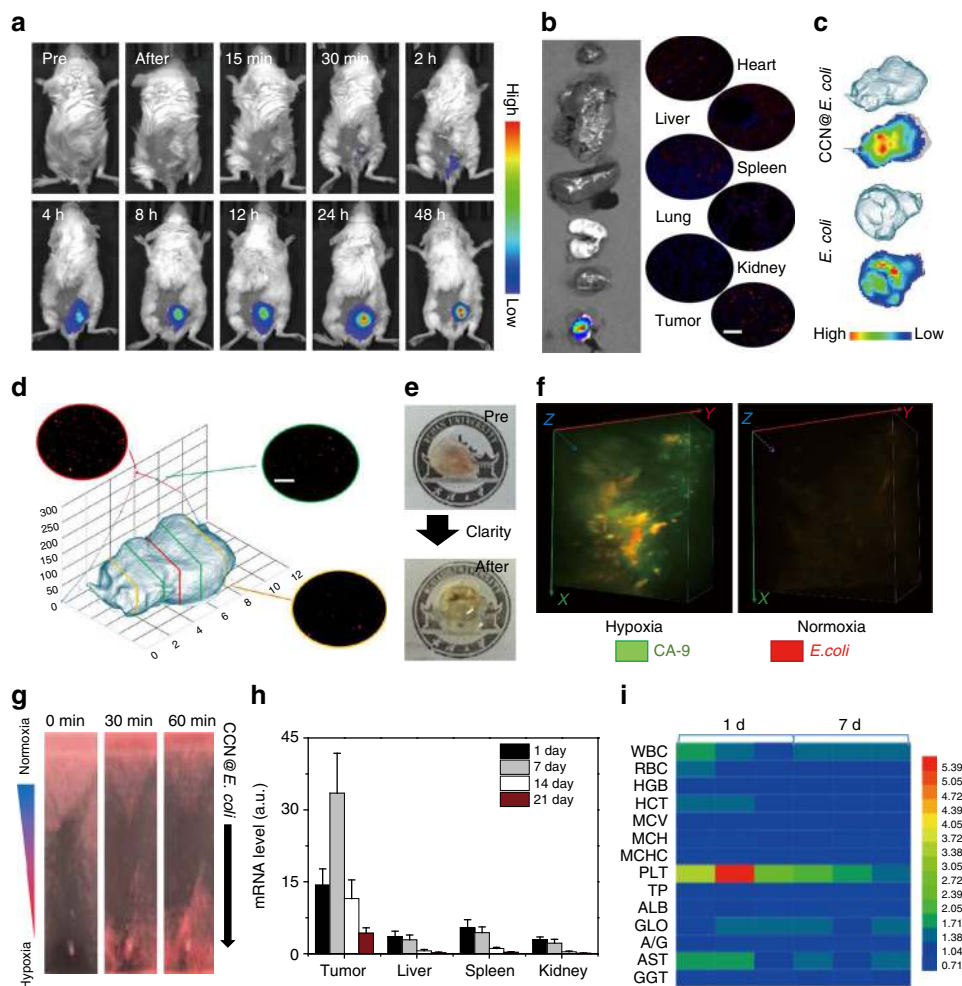 a
Pre
After
15 min
30 min
2 h
4 h
8 h
12 h
24 h
48 h
High
Low
b
Heart
Liver
Spleen
Lung
Kidney
Tumor
c
CCN@E. coli
E. coli
High
Low
d
300
250
200
150
100
50
0
0
2
4
6
8
10
12
e
Pre
Clarity
After
f
Z
Y
X
Hypoxia
Normoxia
CA-9
E.coli
g
0 min
30 min
60 min
Normoxia
Hypoxia
CCN@E. coli
h
mRNA level (a.u.)
45
30
15
0
1 day
7 day
14 day
21 day
Tumor
Liver
Spleen
Kidney
i
1 d
7 d
WBC
RBC
HGB
HCT
MCV
MCH
MCHC
PLT
TP
ALB
GLO
A/G
AST
GGT
5.39
5.05
4.72
4.39
4.05
3.72
3.38
3.05
2.72
2.39
2.05
1.71
1.38
1.04
0.71